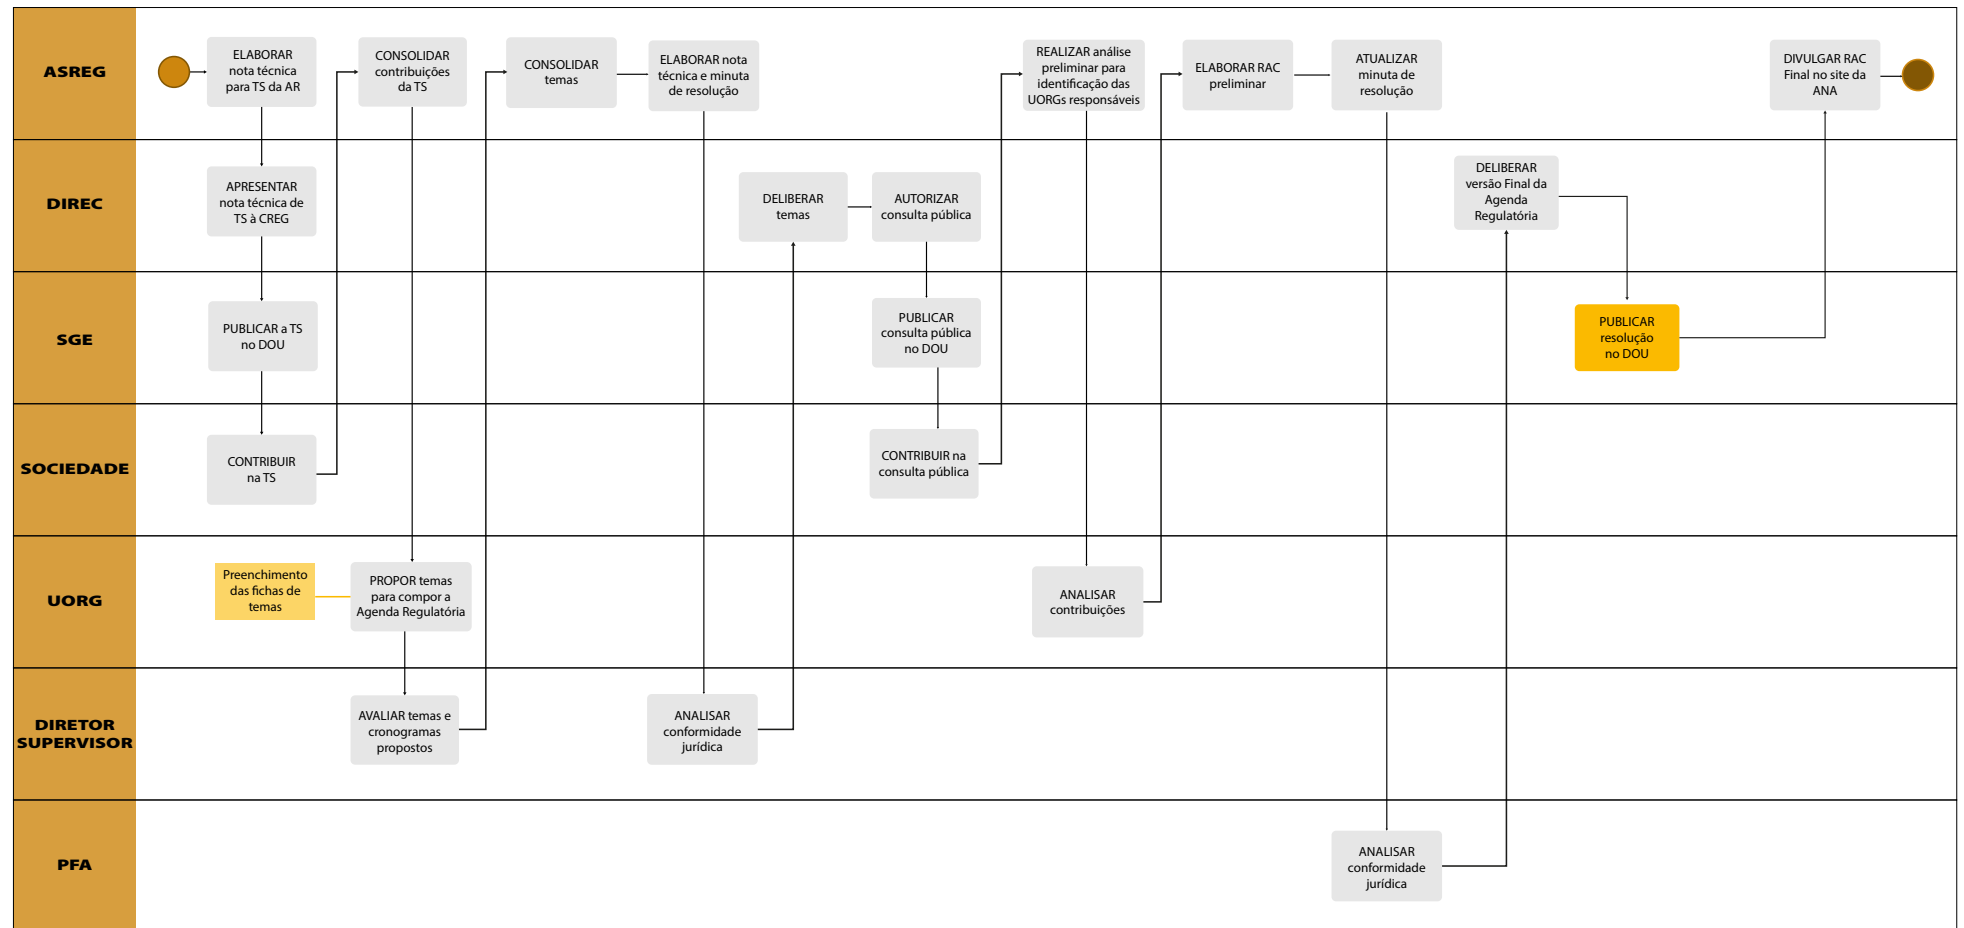 ASREG
ELABORAR
nota técnica
para TS da AR
CONSOLIDAR
contribuições
da TS
CONSOLIDAR
temas
ELABORAR nota
técnica e minuta
de resolução
REALIZAR análise
preliminar para
identificação das
UORGs responsáveis
ELABORAR RAC
preliminar
ATUALIZAR
minuta de
resolução
DIVULGAR RAC
Final no site da
ANA
DIREC
APRESENTAR
nota técnica de
TS à CREG
DELIBERAR
temas
AUTORIZAR
consulta pública
DELIBERAR
versão Final da
Agenda
Regulatória
SGE
PUBLICAR a TS
no DOU
PUBLICAR
consulta pública
no DOU
PUBLICAR
resolução
no DOU
SOCIEDADE
CONTRIBUIR
na TS
CONTRIBUIR na
consulta pública
UORG
Preenchimento
das fichas de
temas
PROPOR temas
para compor a
Agenda Regulatória
ANALISAR
contribuições
DIRETOR
SUPERVISOR
AVALIAR temas e
cronogramas
propostos
ANALISAR
conformidade
jurídica
PFA
ANALISAR
conformidade
jurídica